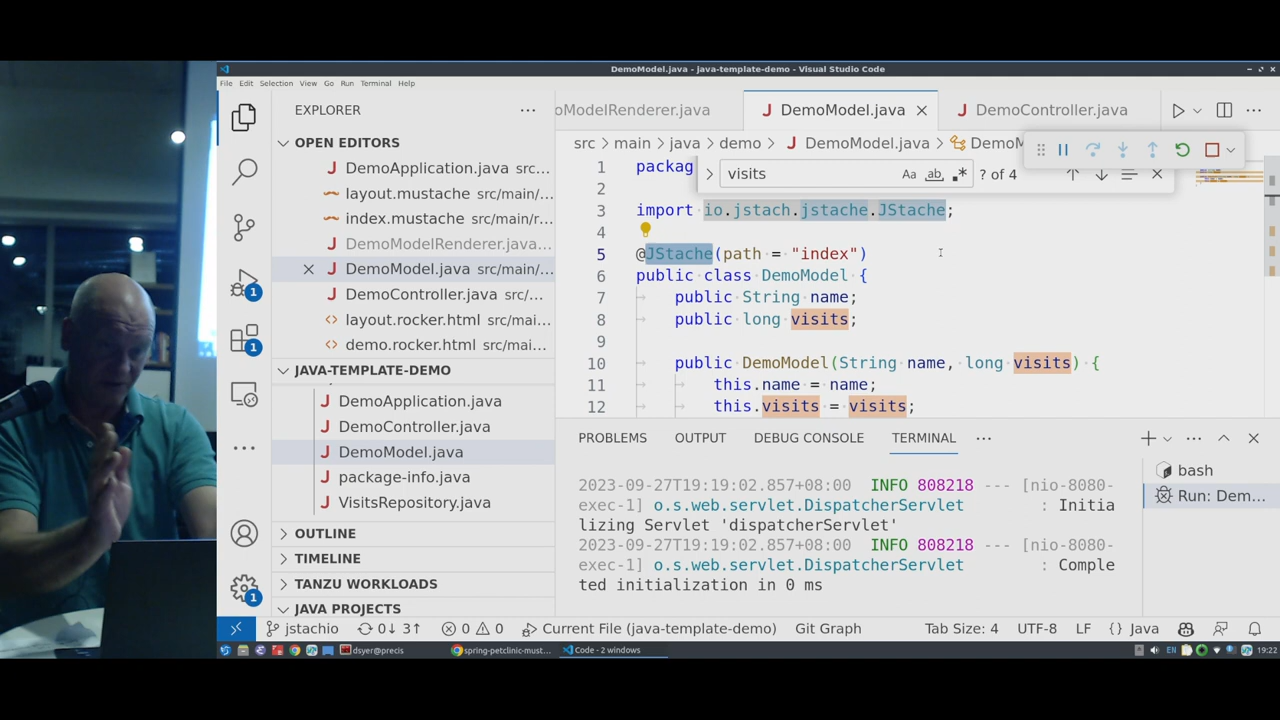 DemoModel.java - java-template-demo - Visual Studio Code
File Edit Selection View Go Run Terminal Help
EXPLORER
OPEN EDITORS
DemoApplication.java src...
layout.mustache src/main/...
index.mustache src/main/r...
DemoModelRenderer.java...
DemoModel.java src/main/...
DemoController.java src/...
layout.rocker.html src/mai...
demo.rocker.html src/mai...
JAVA-TEMPLATE-DEMO
DemoApplication.java
DemoController.java
DemoModel.java
package-info.java
VisitsRepository.java
OUTLINE
TIMELINE
TANZU WORKLOADS
JAVA PROJECTS
1
1
1
oModelRenderer.java
DemoModel.java
DemoController.java
src > main > java > demo > DemoModel.java > DemoM
visits
Aa ab ? of 4
1 packag
2
3 import io.jstach.jstache.JStache;
4
5 @JStache(path = "index")
6 public class DemoModel {
7 public String name;
8 public long visits;
9
10 public DemoModel(String name, long visits) {
11 this.name = name;
12 this.visits = visits;
PROBLEMS OUTPUT DEBUG CONSOLE TERMINAL
2023-09-27T19:19:02.857+08:00 INFO 808218 --- [nio-8080-
exec-1] o.s.web.servlet.DispatcherServlet : Initia
lizing Servlet 'dispatcherServlet'
2023-09-27T19:19:02.857+08:00 INFO 808218 --- [nio-8080-
exec-1] o.s.web.servlet.DispatcherServlet : Comple
ted initialization in 0 ms
bash
Run: Dem...
jstachio 0↓ 3↑ 0 0 Current File (java-template-demo) Git Graph Tab Size: 4 UTF-8 LF {} Java
dsyer@precis spring-petclinic-must... Code - 2 windows EN 19:22